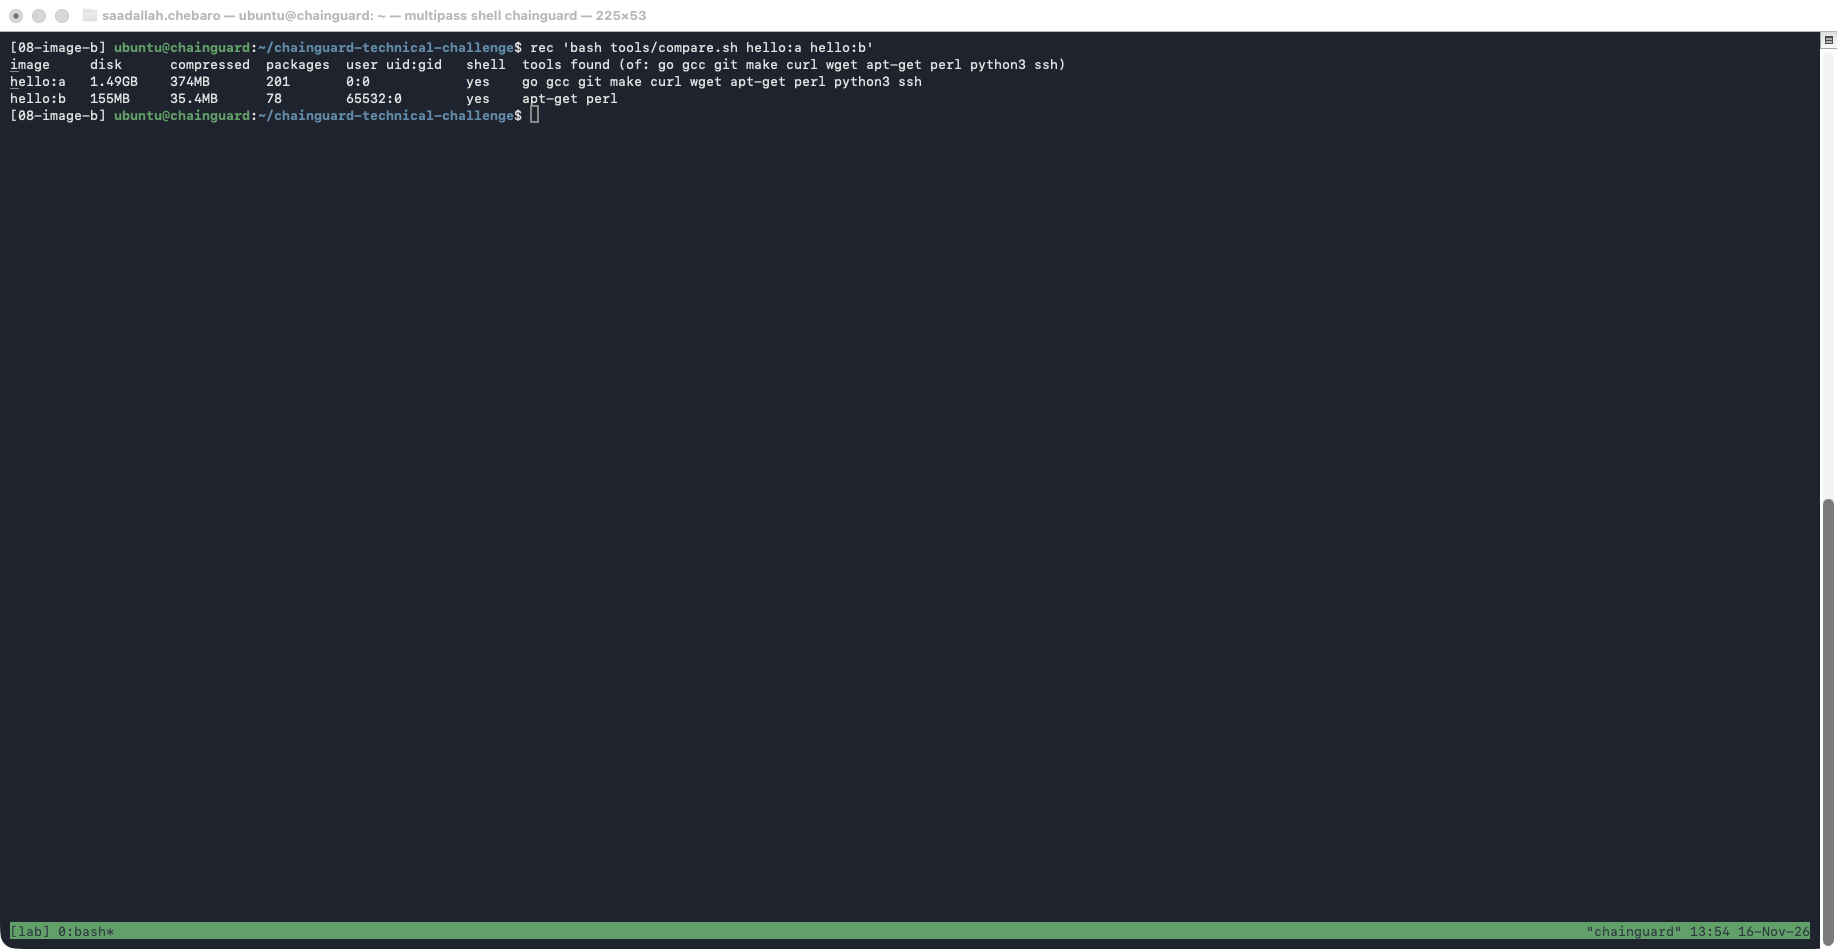 saadallah.chebaro — ubuntu@chainguard: ~ — multipass shell chainguard — 225×53
[08-image-b] ubuntu@chainguard:~/chainguard-technical-challenge$ rec 'bash tools/compare.sh hello:a hello:b'
image     disk      compressed  packages  user uid:gid   shell  tools found (of: go gcc git make curl wget apt-get perl python3 ssh)
hello:a   1.49GB    374MB       201       0:0            yes    go gcc git make curl wget apt-get perl python3 ssh
hello:b   155MB     35.4MB      78        65532:0        yes    apt-get perl
[08-image-b] ubuntu@chainguard:~/chainguard-technical-challenge$
[lab] 0:bash* "chainguard" 13:54 16-Nov-26